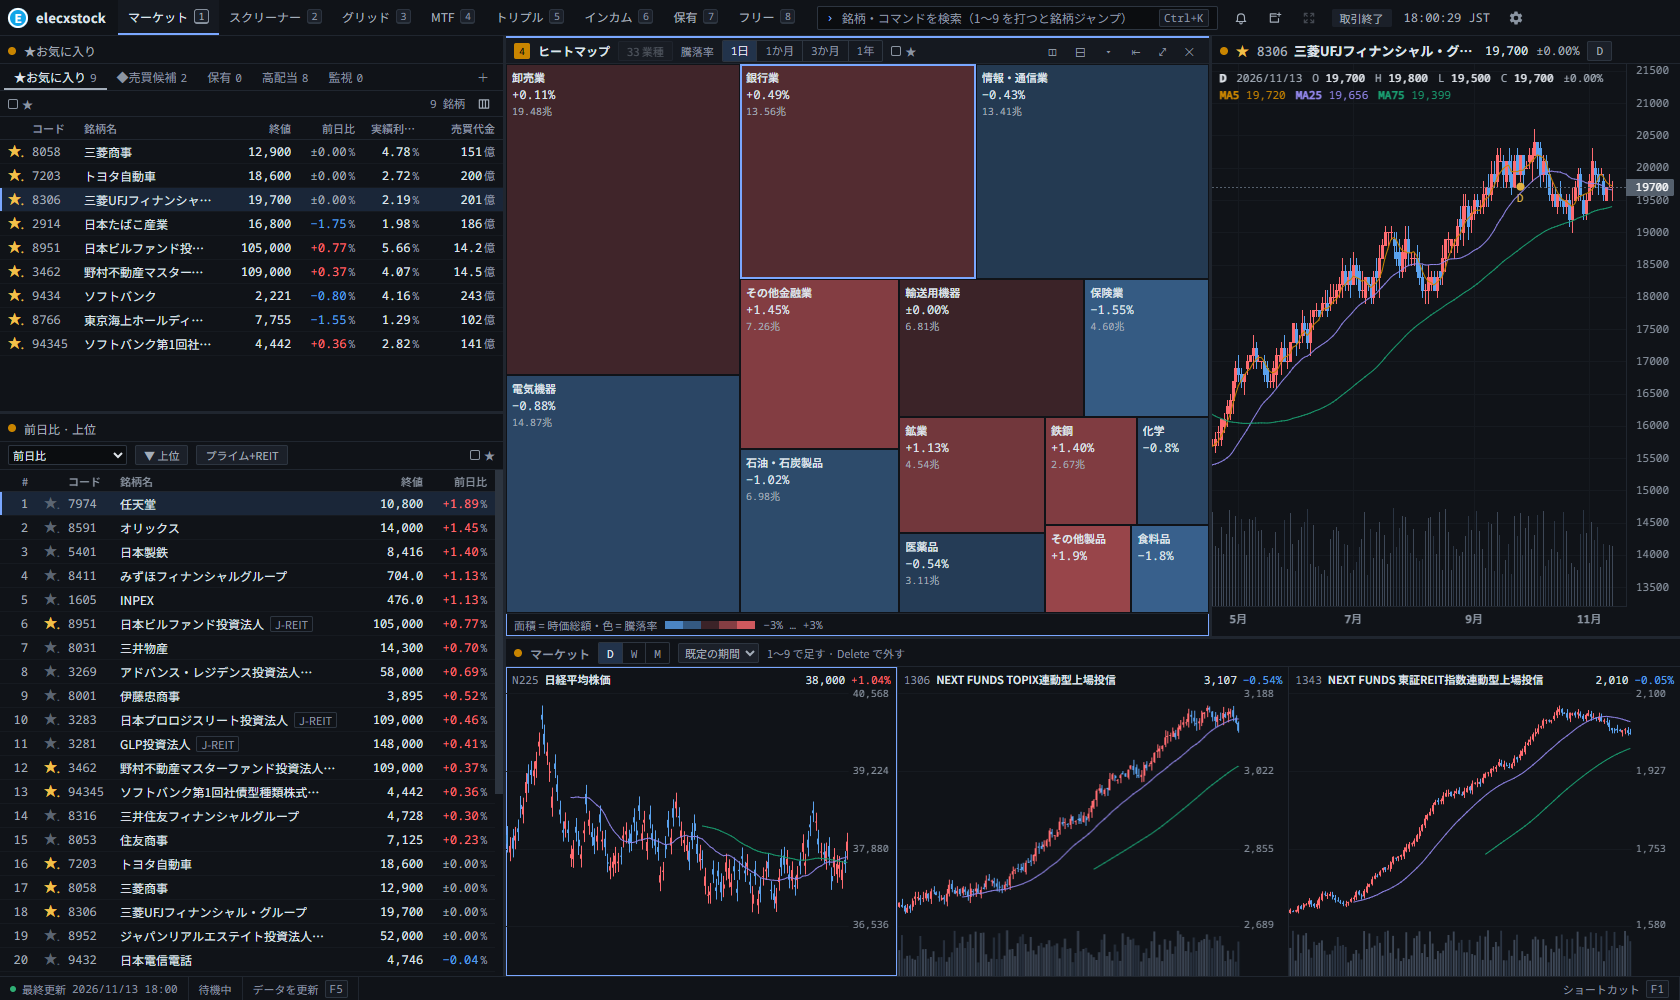 elecxstock
マーケット 1 スクリーナー 2 グリッド 3 MTF 4 トリプル 5 インカム 6 保有 7 フリー 8
› 銘柄・コマンドを検索（1〜9 を打つと銘柄ジャンプ） Ctrl+K
取引終了 18:00:29 JST
★お気に入り
★お気に入り 9 ◆売買候補 2 保有 0 高配当 8 監視 0 +
★ 9 銘柄
コード 銘柄名 終値 前日比 実績利… 売買代金
8058 三菱商事 12,900 ±0.00% 4.78% 151億
7203 トヨタ自動車 18,600 ±0.00% 2.72% 200億
8306 三菱UFJフィナンシャ… 19,700 ±0.00% 2.19% 201億
2914 日本たばこ産業 16,800 −1.75% 1.98% 186億
8951 日本ビルファンド投… 105,000 +0.77% 5.66% 14.2億
3462 野村不動産マスター… 109,000 +0.37% 4.07% 14.5億
9434 ソフトバンク 2,221 −0.80% 4.16% 243億
8766 東京海上ホールディ… 7,755 −1.55% 1.29% 102億
94345 ソフトバンク第1回社… 4,442 +0.36% 2.82% 141億
前日比・上位
前日比 ▼上位 プライム+REIT ★
# コード 銘柄名 終値 前日比
1 7974 任天堂 10,800 +1.89%
2 8591 オリックス 14,000 +1.45%
3 5401 日本製鉄 8,416 +1.40%
4 8411 みずほフィナンシャルグループ 704.0 +1.13%
5 1605 INPEX 476.0 +1.13%
6 8951 日本ビルファンド投資法人 J-REIT 105,000 +0.77%
7 8031 三井物産 14,300 +0.70%
8 3269 アドバンス・レジデンス投資法人… 58,000 +0.69%
9 8001 伊藤忠商事 3,895 +0.52%
10 3283 日本プロロジスリート投資法人 J-REIT 109,000 +0.46%
11 3281 GLP投資法人 J-REIT 148,000 +0.41%
12 3462 野村不動産マスターファンド投資法人… 109,000 +0.37%
13 94345 ソフトバンク第1回社債型種類株式… 4,442 +0.36%
14 8316 三井住友フィナンシャルグループ 4,728 +0.30%
15 8053 住友商事 7,125 +0.23%
16 7203 トヨタ自動車 18,600 ±0.00%
17 8058 三菱商事 12,900 ±0.00%
18 8306 三菱UFJフィナンシャル・グループ 19,700 ±0.00%
19 8952 ジャパンリアルエステイト投資法人… 52,000 ±0.00%
20 9432 日本電信電話 4,746 −0.04%
4 ヒートマップ 33 業種 騰落率 1日 1か月 3か月 1年 ★
卸売業
+0.11%
19.48兆
銀行業
+0.49%
13.56兆
情報・通信業
−0.43%
13.41兆
電気機器
−0.88%
14.87兆
その他金融業
+1.45%
7.26兆
輸送用機器
±0.00%
6.81兆
保険業
−1.55%
4.60兆
石油・石炭製品
−1.02%
6.98兆
鉱業
+1.13%
4.54兆
鉄鋼
+1.40%
2.67兆
化学
−0.8%
医薬品
−0.54%
3.11兆
その他製品
+1.9%
食料品
−1.8%
面積 = 時価総額・色 = 騰落率 −3% … +3%
★ 8306 三菱UFJフィナンシャル・グ… 19,700 ±0.00% D
D 2026/11/13 O 19,700 H 19,800 L 19,500 C 19,700 ±0.00%
MA5 19,720 MA25 19,656 MA75 19,399
21500
21000
20500
20000
19700
19500
19000
18500
18000
17500
17000
16500
16000
15500
15000
14500
14000
13500
D
5月 7月 9月 11月
マーケット D W M 既定の期間 1〜9 で足す · Delete で外す
N225 日経平均株価 38,000 +1.04%
40,568
39,224
37,880
36,536
1306 NEXT FUNDS TOPIX連動型上場投信 3,107 −0.54%
3,188
3,022
2,855
2,689
1343 NEXT FUNDS 東証REIT指数連動型上場投信 2,010 −0.05%
2,100
1,927
1,753
1,580
最終更新 2026/11/13 18:00 待機中 データを更新 F5 ショートカット F1